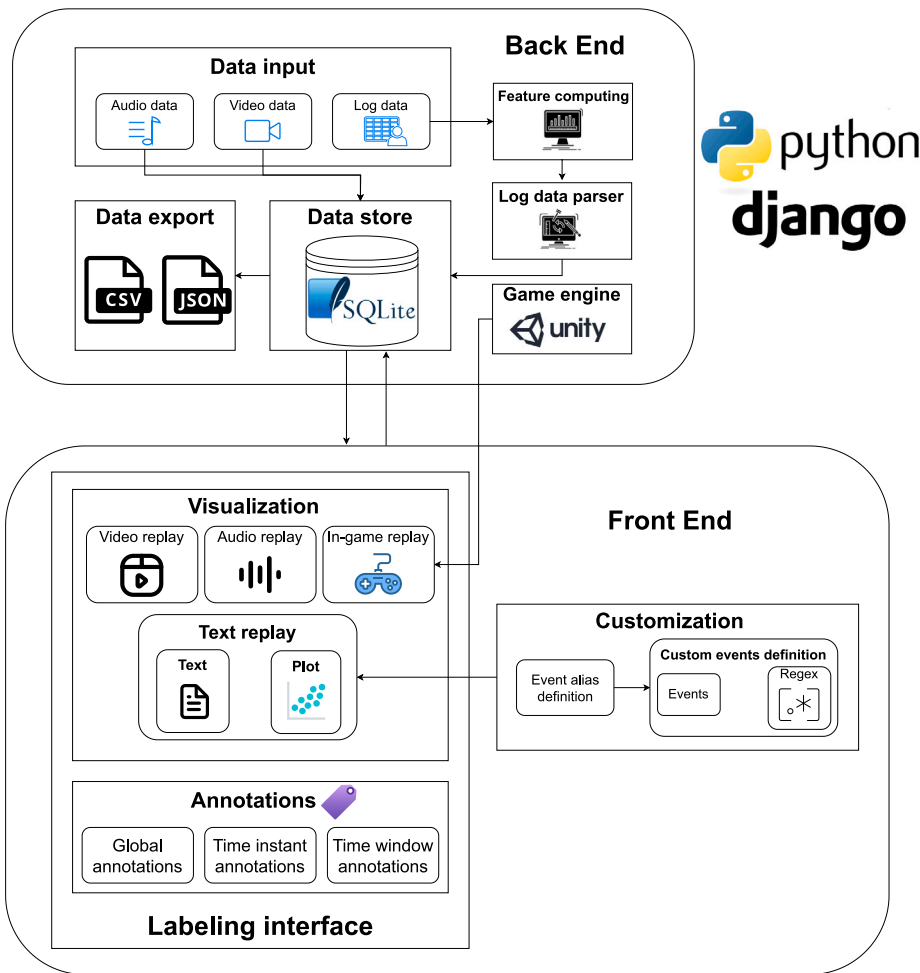 Back End
Data input
Audio data
Video data
Log data
Feature computing
python
django
Log data parser
Data export
CSV
JSON
Data store
SQLite
Game engine
unity
Front End
Visualization
Video replay
Audio replay
In-game replay
Text replay
Text
Plot
Customization
Event alias
definition
Custom events definition
Events
Regex
[.*]
Annotations
Global
annotations
Time instant
annotations
Time window
annotations
Labeling interface